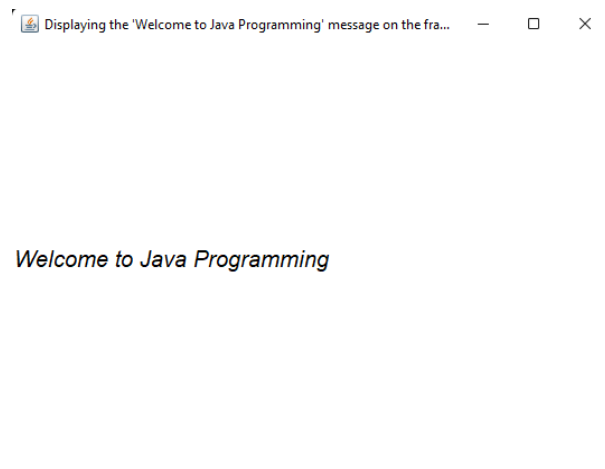 Displaying the 'Welcome to Java Programming' message on the fra...
Welcome to Java Programming